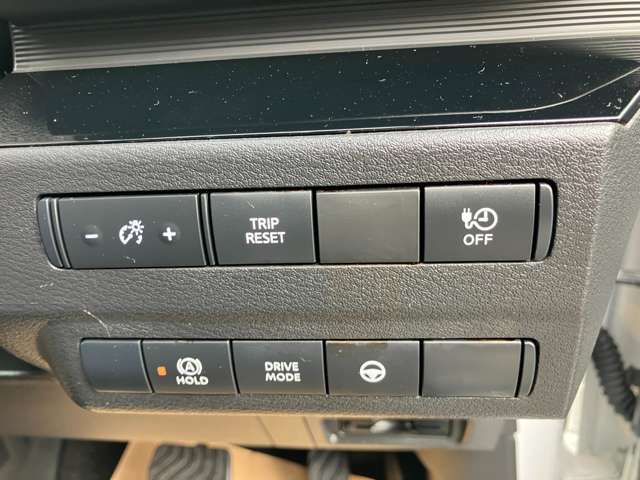 - +
TRIP
RESET
OFF
A
HOLD
DRIVE
MODE